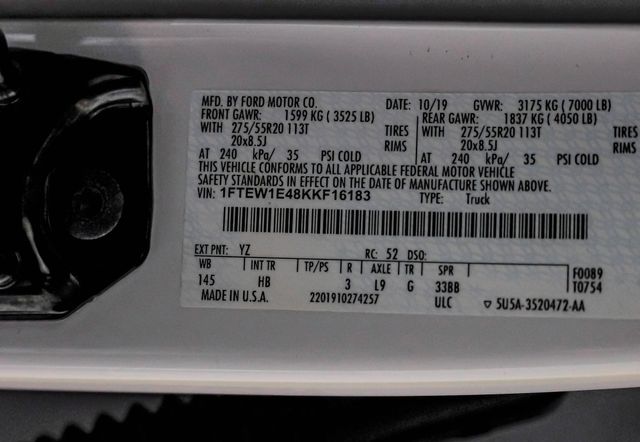 MFD. BY FORD MOTOR CO. DATE: 10/19 GVWR: 3175 KG ( 7000 LB)
FRONT GAWR: 1599 KG ( 3525 LB) REAR GAWR: 1837 KG ( 4050 LB)
WITH 275/55R20 113T TIRES WITH 275/55R20 113T TIRES
20x8.5J RIMS 20x8.5J RIMS
AT 240 kPa/ 35 PSI COLD AT 240 kPa/ 35 PSI COLD
THIS VEHICLE CONFORMS TO ALL APPLICABLE FEDERAL MOTOR VEHICLE
SAFETY STANDARDS IN EFFECT ON THE DATE OF MANUFACTURE SHOWN ABOVE.
VIN: 1FTEW1E48KKF16183 TYPE: Truck
EXT PNT: YZ RC: 52 DSO: F0089
WB INT TR TP/PS R AXLE TR SPR T0754
145 HB 3 L9 G 33BB
MADE IN U.S.A. 2201910274257 ULC 5U5A-3520472-AA